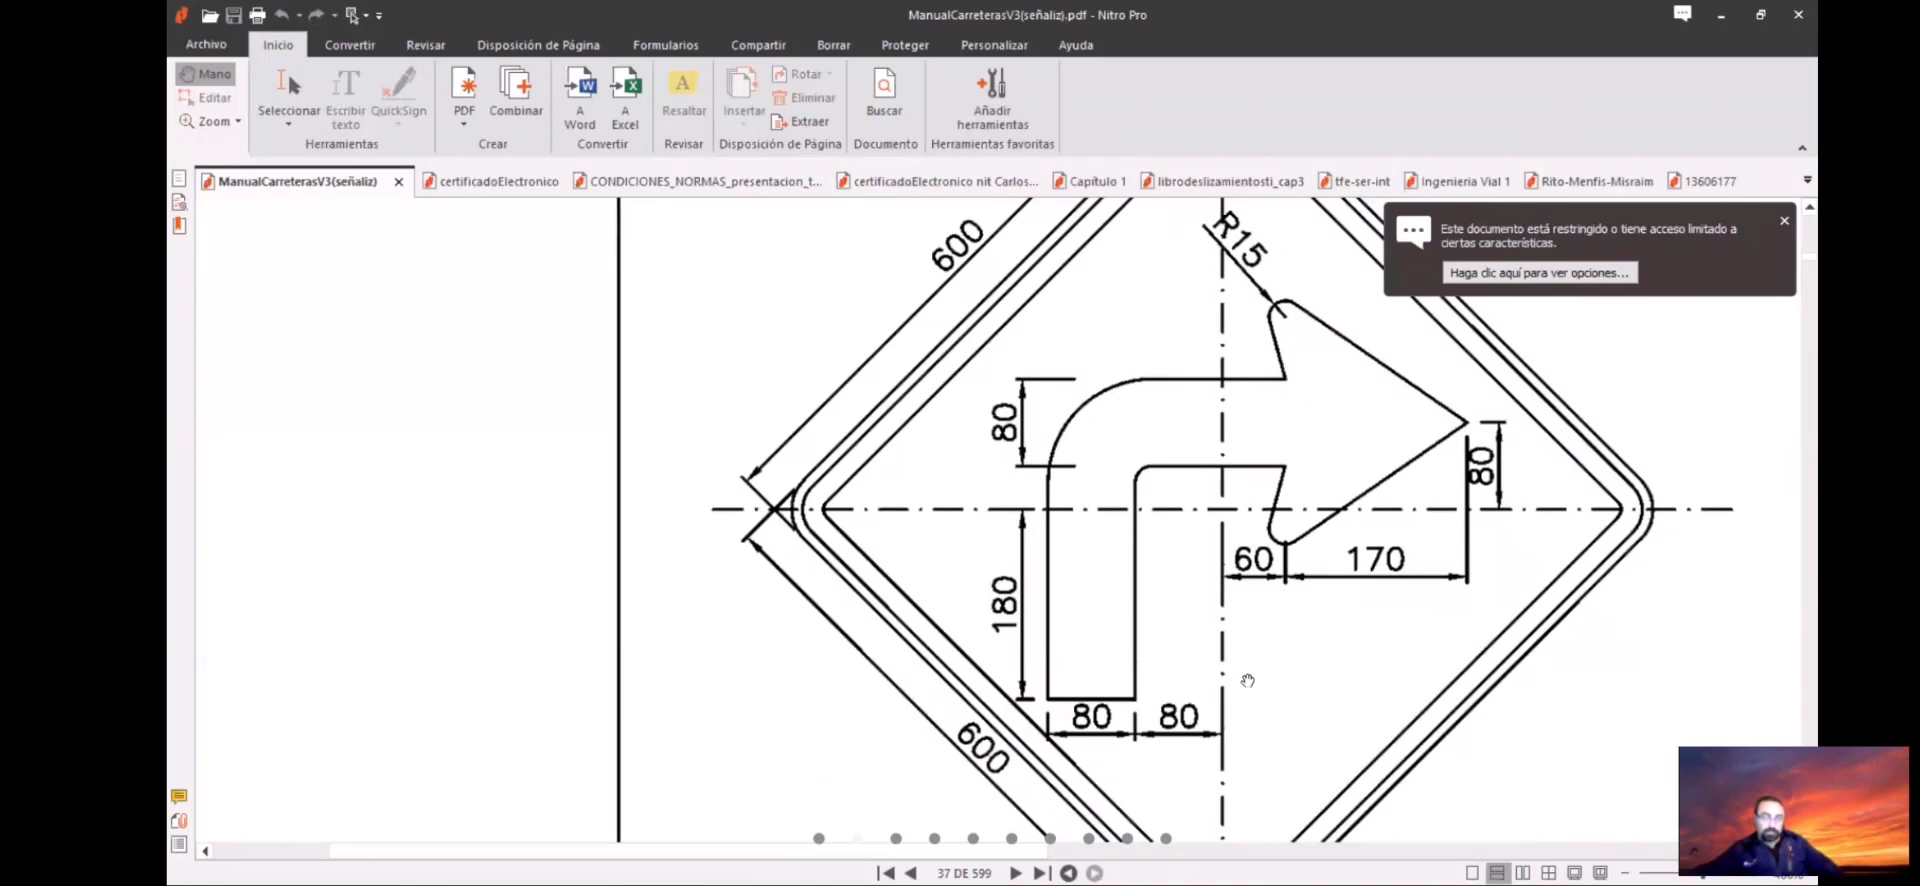 ManualCarreterasV3(señaliz).pdf - Nitro Pro
Archivo Inicio Convertir Revisar Disposición de Página Formularios Compartir Borrar Proteger Personalizar Ayuda
Mano
Editar
Zoom
Seleccionar
Escribir texto
QuickSign
Herramientas
PDF
Combinar
Crear
A Word
A Excel
Convertir
Resaltar
Revisar
Insertar
Rotar
Eliminar
Extraer
Disposición de Página
Buscar
Documento
Añadir herramientas
Herramientas favoritas
ManualCarreterasV3(señaliz) certificadoElectronico CONDICIONES_NORMAS_presentacion_t... certificadoElectronico nit Carlos... Capítulo 1 librodeslizamientosti_cap3 tfe-ser-int Ingenieria Vial 1 Rito-Menfis-Misraim 13606177
Este documento está restringido o tiene acceso limitado a
ciertas características.
Haga clic aquí para ver opciones...
600
R15
80
80
60
170
180
80
80
600
37 DE 599